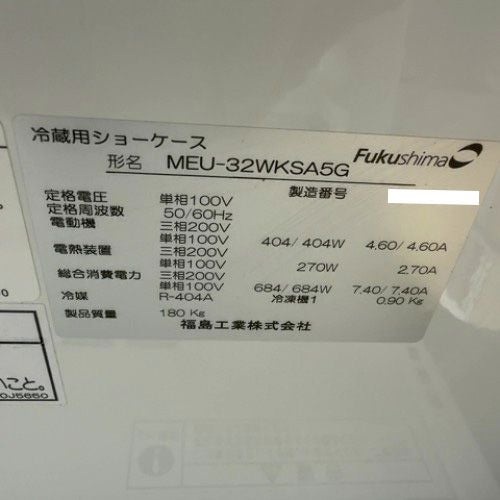 冷蔵用ショーケース
形名 MEU-32WKSA5G Fukushima
製造番号
定格電圧 単相100V
定格周波数 50/60Hz
電動機 三相200V
単相100V 404/404W 4.60/4.60A
電熱装置 三相200V
単相100V 270W 2.70A
総合消費電力 三相200V
単相100V 684/684W 7.40/7.40A
冷媒 R-404A 冷凍機1 0.90Kg
製品質量 180Kg
福島工業株式会社
こと。
0J5650